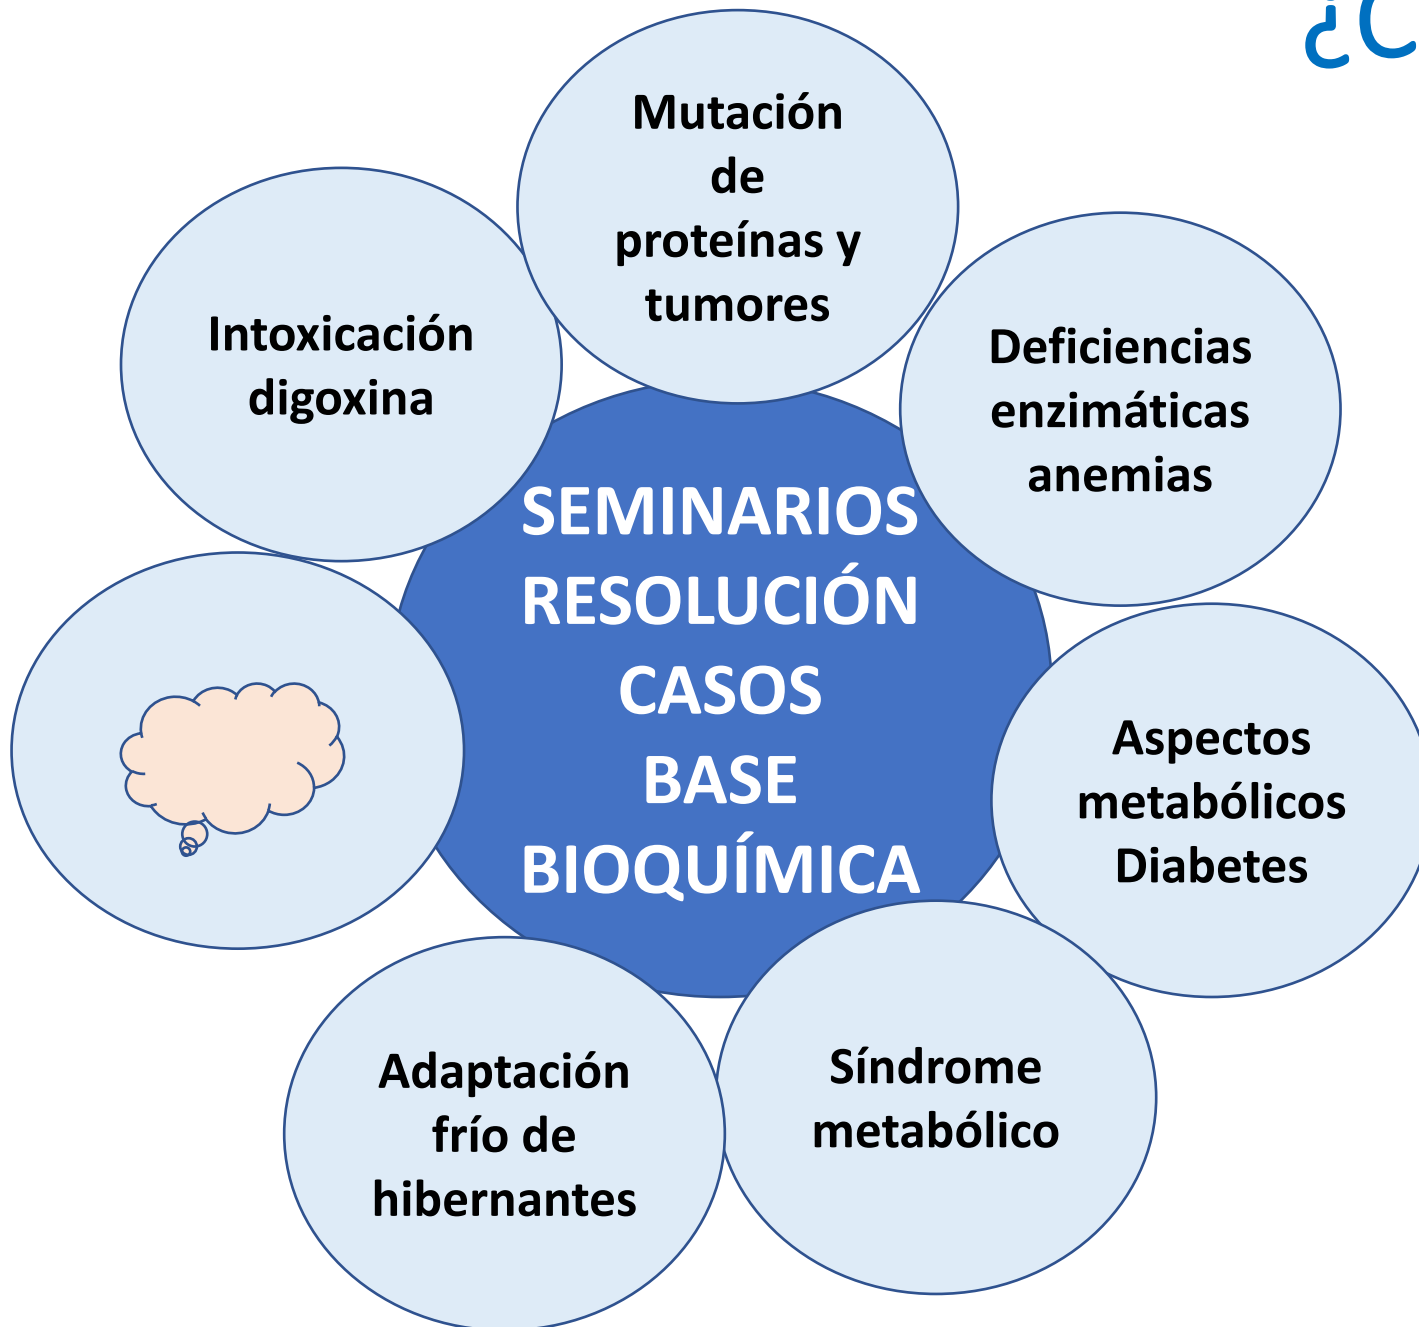 ¿C
Mutación
de
proteínas y
tumores
Intoxicación
digoxina
Deficiencias
enzimáticas
anemias
SEMINARIOS
RESOLUCIÓN
CASOS
BASE
BIOQUÍMICA
Aspectos
metabólicos
Diabetes
Adaptación
frío de
hibernantes
Síndrome
metabólico